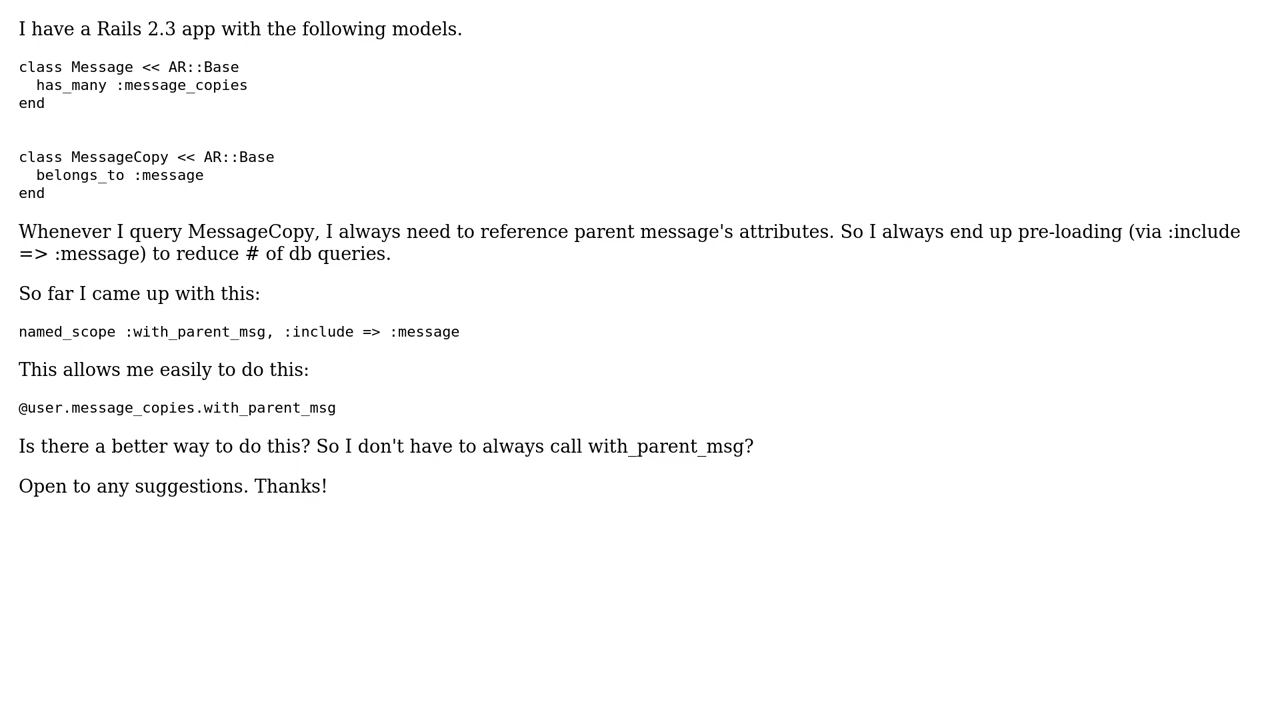 I have a Rails 2.3 app with the following models.
class Message << AR::Base
  has_many :message_copies
end
class MessageCopy << AR::Base
  belongs_to :message
end
Whenever I query MessageCopy, I always need to reference parent message's attributes. So I always end up pre-loading (via :include
=> :message) to reduce # of db queries.
So far I came up with this:
named_scope :with_parent_msg, :include => :message
This allows me easily to do this:
@user.message_copies.with_parent_msg
Is there a better way to do this? So I don't have to always call with_parent_msg?
Open to any suggestions. Thanks!